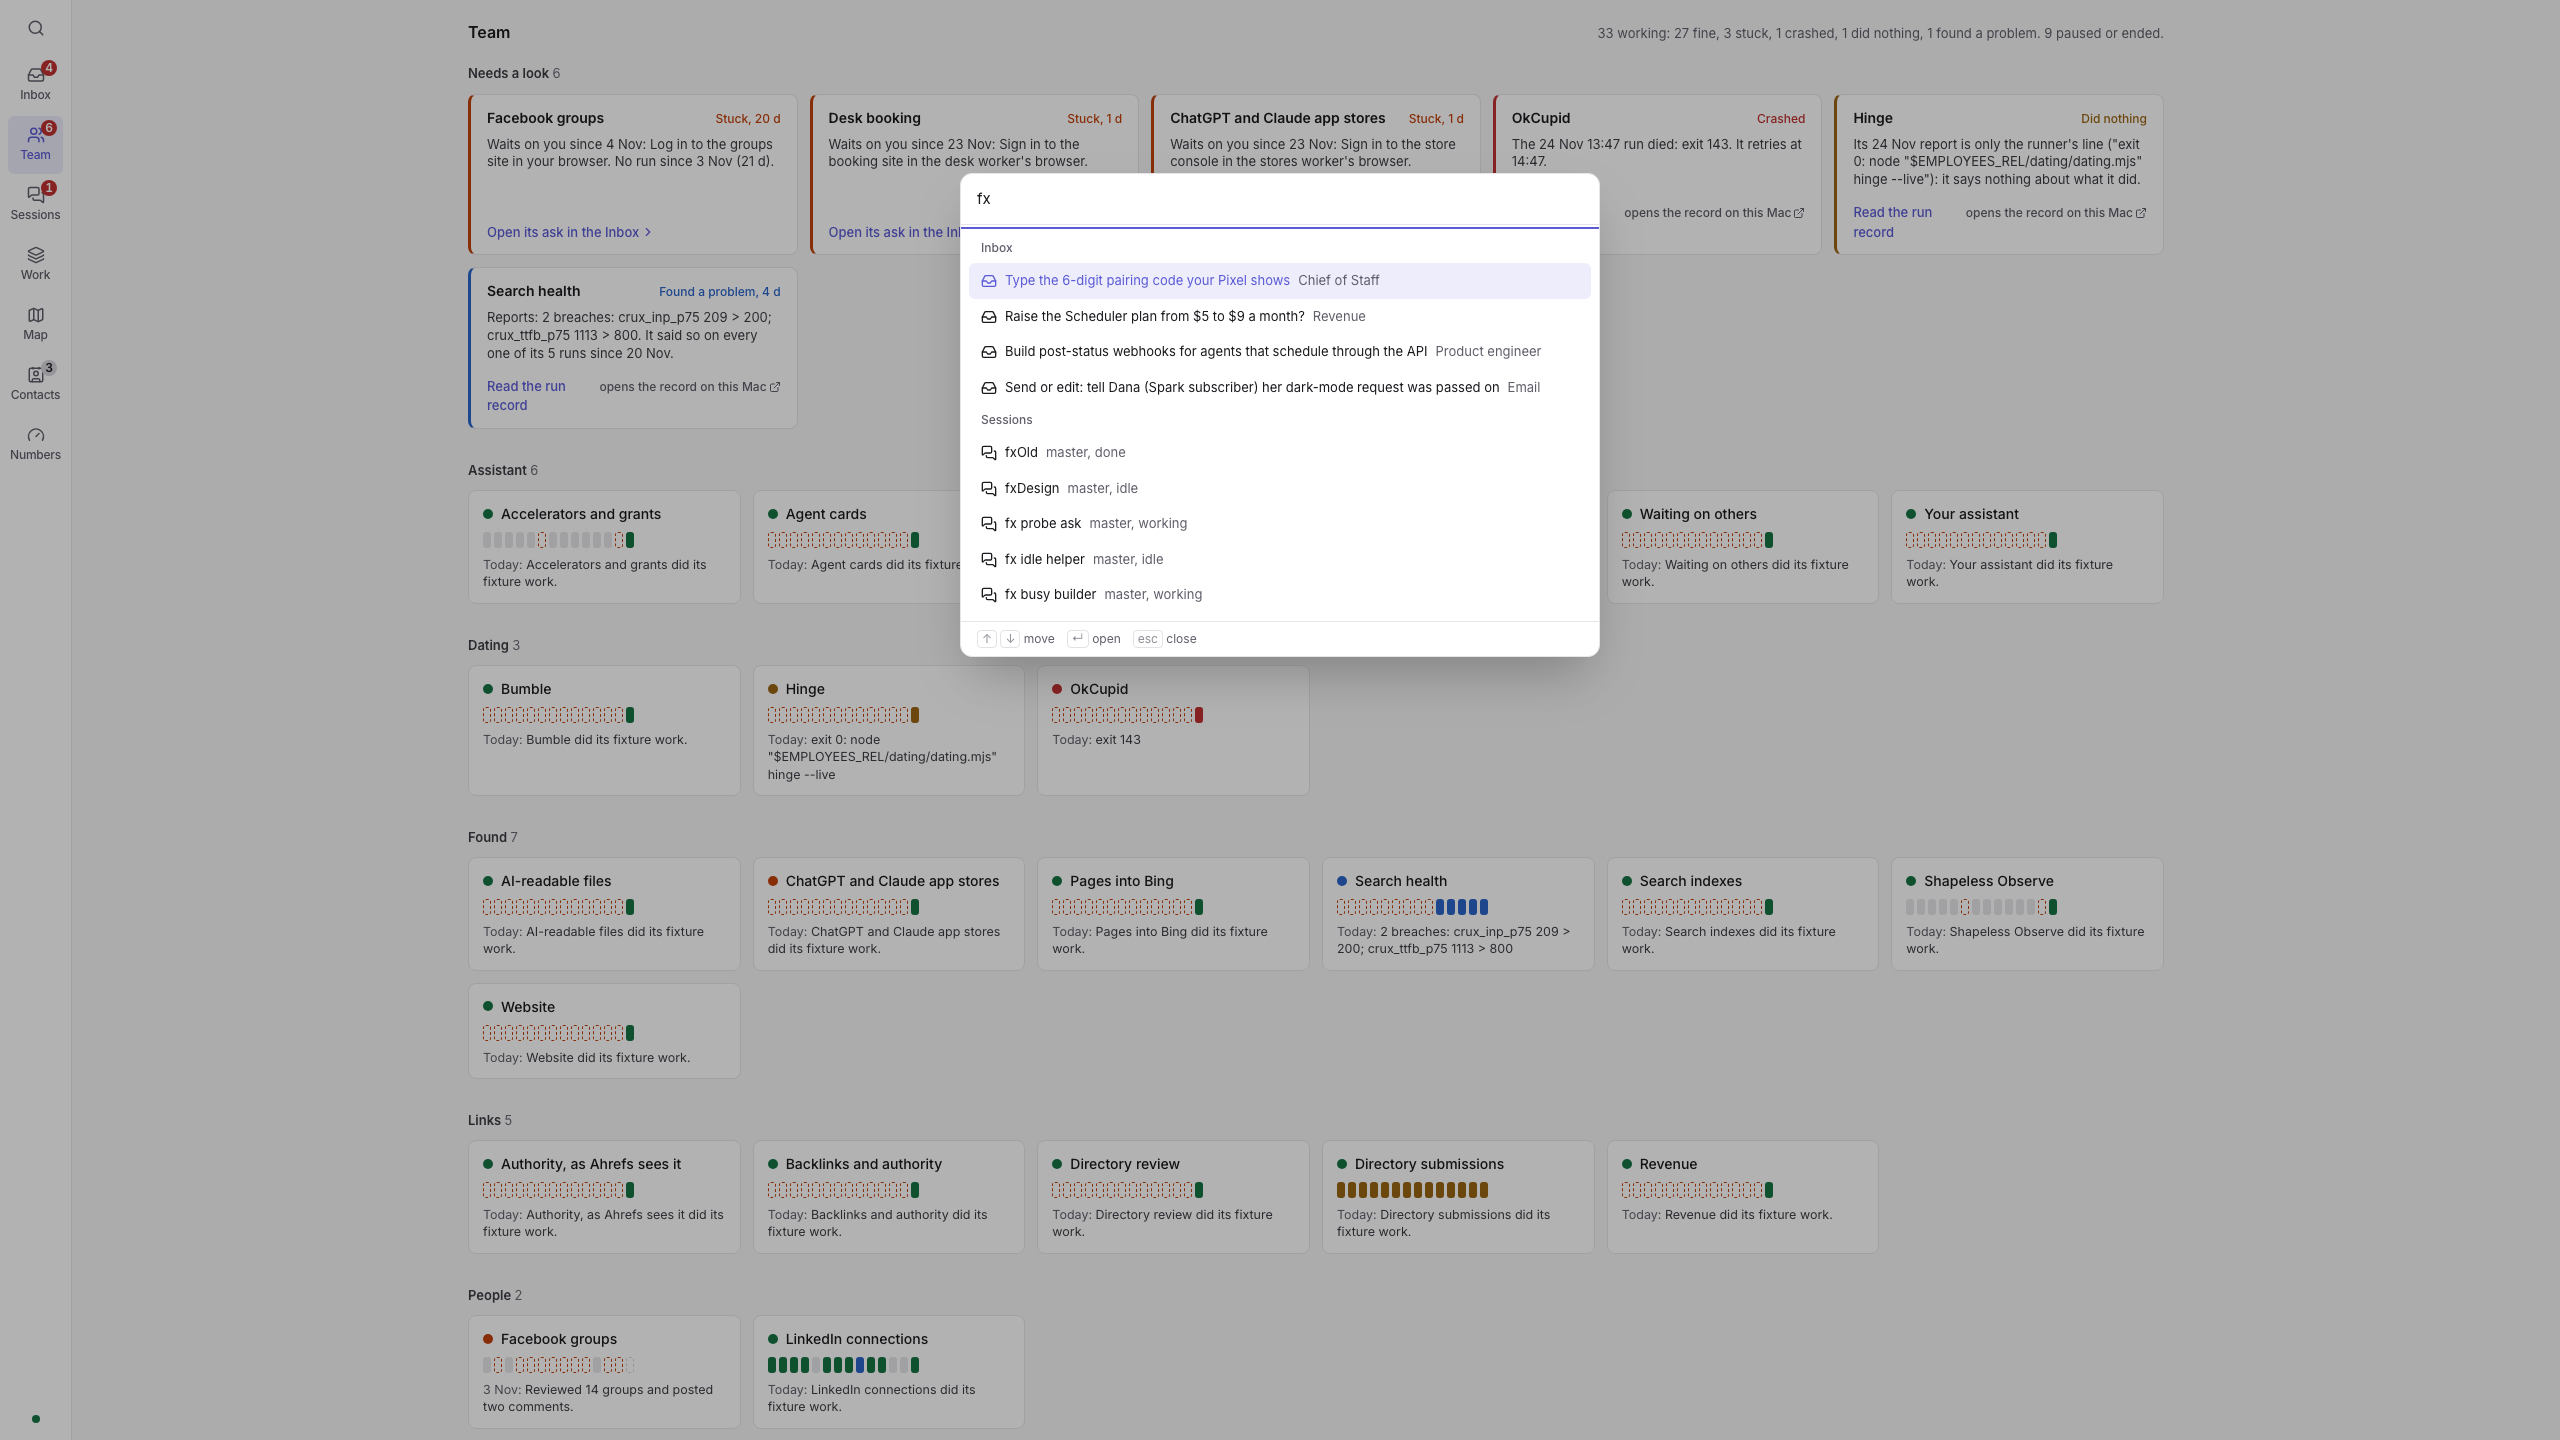 Team
33 working: 27 fine, 3 stuck, 1 crashed, 1 did nothing, 1 found a problem. 9 paused or ended.
4
Inbox
6
Team
1
Sessions
Work
Map
3
Contacts
Numbers
Needs a look 6
Facebook groups
Stuck, 20 d
Waits on you since 4 Nov: Log in to the groups
site in your browser. No run since 3 Nov (21 d).
Open its ask in the Inbox
Desk booking
Stuck, 1 d
Waits on you since 23 Nov: Sign in to the
booking site in the desk worker's browser.
Open its ask in the
ChatGPT and Claude app stores
Stuck, 1 d
Waits on you since 23 Nov: Sign in to the store
console in the stores worker's browser.
OkCupid
Crashed
The 24 Nov 13:47 run died: exit 143. It retries at
14:47.
opens the record on this Mac
Hinge
Did nothing
Its 24 Nov report is only the runner's line ("exit
0: node "$EMPLOYEES_REL/dating/dating.mjs"
hinge --live"): it says nothing about what it did.
Read the run
record
opens the record on this Mac
Search health
Found a problem, 4 d
Reports: 2 breaches: crux_inp_p75 209 > 200;
crux_ttfb_p75 1113 > 800. It said so on every
one of its 5 runs since 20 Nov.
Read the run
record
opens the record on this Mac
fx
Inbox
Type the 6-digit pairing code your Pixel shows Chief of Staff
Raise the Scheduler plan from $5 to $9 a month? Revenue
Build post-status webhooks for agents that schedule through the API Product engineer
Send or edit: tell Dana (Spark subscriber) her dark-mode request was passed on Email
Sessions
fxOld master, done
fxDesign master, idle
fx probe ask master, working
fx idle helper master, idle
fx busy builder master, working
↑ ↓ move ↵ open esc close
Assistant 6
Accelerators and grants
Today: Accelerators and grants did its
fixture work.
Agent cards
Today: Agent cards did its fixture
Waiting on others
Today: Waiting on others did its fixture
work.
Your assistant
Today: Your assistant did its fixture
work.
Dating 3
Bumble
Today: Bumble did its fixture work.
Hinge
Today: exit 0: node
"$EMPLOYEES_REL/dating/dating.mjs"
hinge --live
OkCupid
Today: exit 143
Found 7
AI-readable files
Today: AI-readable files did its fixture
work.
ChatGPT and Claude app stores
Today: ChatGPT and Claude app stores
did its fixture work.
Pages into Bing
Today: Pages into Bing did its fixture
work.
Search health
Today: 2 breaches: crux_inp_p75 209 >
200; crux_ttfb_p75 1113 > 800
Search indexes
Today: Search indexes did its fixture
work.
Shapeless Observe
Today: Shapeless Observe did its fixture
work.
Website
Today: Website did its fixture work.
Links 5
Authority, as Ahrefs sees it
Today: Authority, as Ahrefs sees it did its
fixture work.
Backlinks and authority
Today: Backlinks and authority did its
fixture work.
Directory review
Today: Directory review did its fixture
work.
Directory submissions
Today: Directory submissions did its
fixture work.
Revenue
Today: Revenue did its fixture work.
People 2
Facebook groups
3 Nov: Reviewed 14 groups and posted
two comments.
LinkedIn connections
Today: LinkedIn connections did its
fixture work.